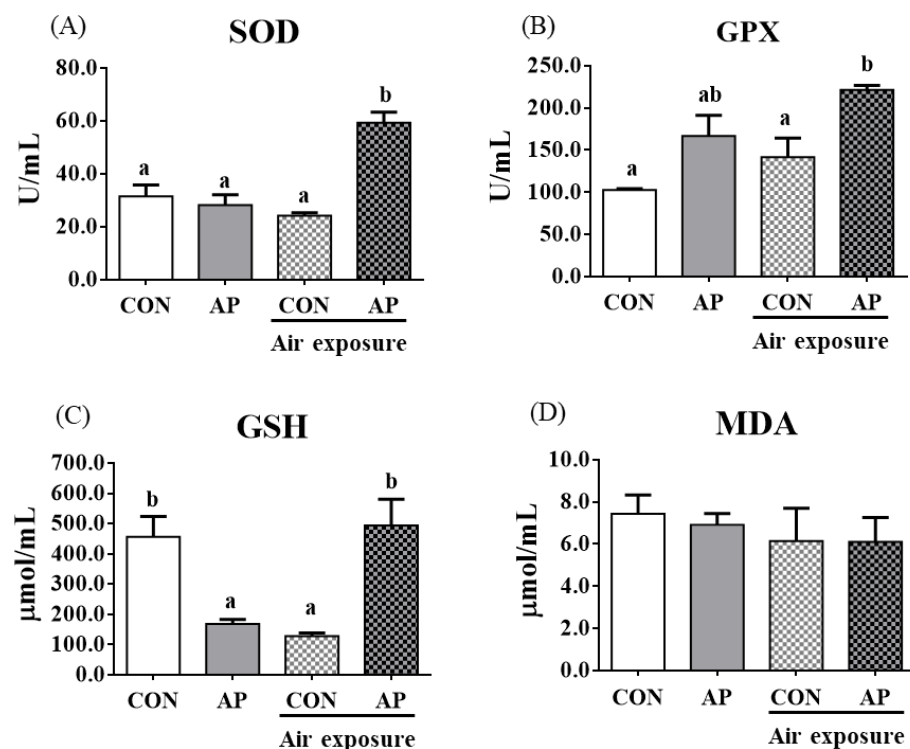 (A)
SOD
80.0
60.0
40.0
20.0
0.0
U/mL
a
a
a
b
CON
AP
CON
AP
Air exposure
(B)
GPX
250.0
200.0
150.0
100.0
50.0
0.0
U/mL
a
ab
a
b
CON
AP
CON
AP
Air exposure
(C)
GSH
700.0
600.0
500.0
400.0
300.0
200.0
100.0
0.0
μmol/mL
b
a
a
b
CON
AP
CON
AP
Air exposure
(D)
MDA
10.0
8.0
6.0
4.0
2.0
0.0
μmol/mL
CON
AP
CON
AP
Air exposure